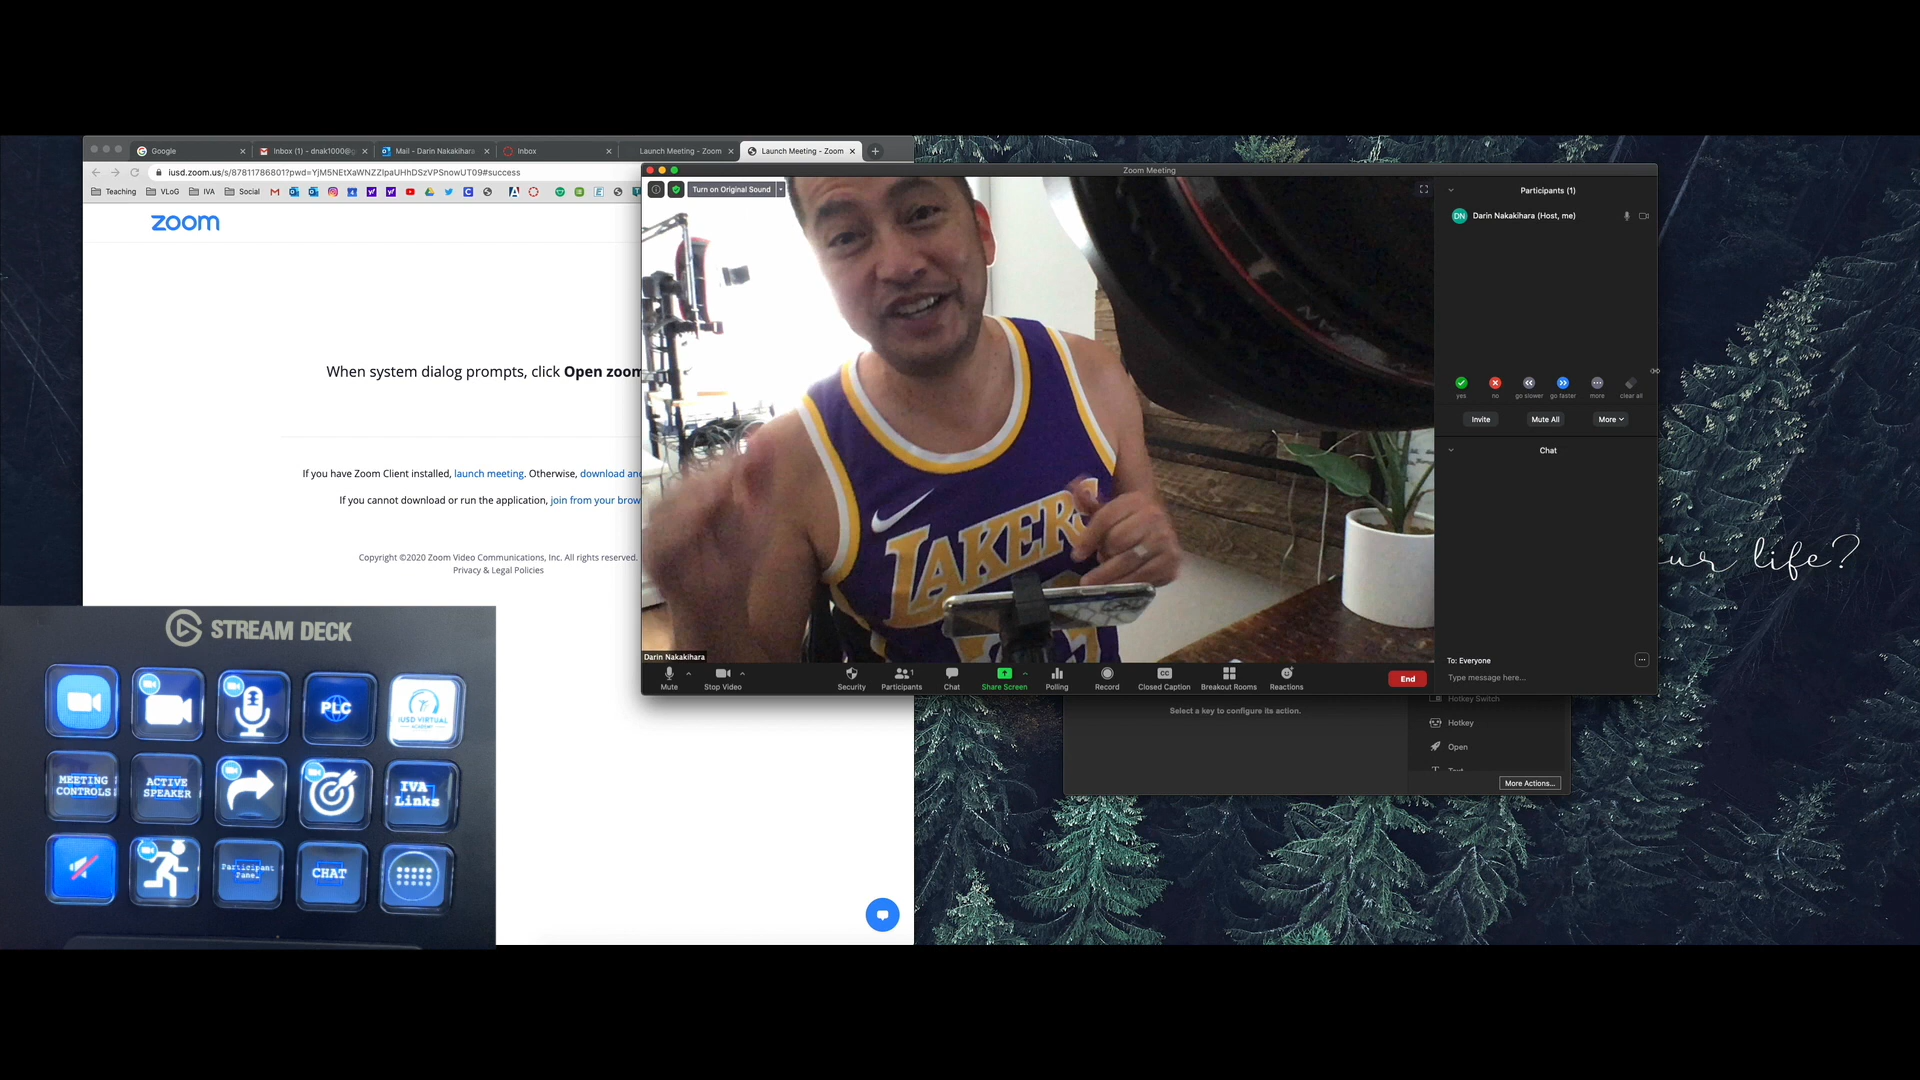 Google
Inbox (1) - dnak1000@g
Mail - Darin Nakakihara
Inbox
Launch Meeting - Zoom
Launch Meeting - Zoom
iusd.zoom.us/s/87811786801?pwd=YjM5NEtXaWNZZlpaUHhDSzVPSnowUT09#success
Teaching
VLoG
IVA
Social
zoom
When system dialog prompts, click Open zoom
If you have Zoom Client installed, launch meeting. Otherwise, download and
If you cannot download or run the application, join from your brow
Copyright ©2020 Zoom Video Communications, Inc. All rights reserved.
Privacy & Legal Policies
Zoom Meeting
Turn on Original Sound
LAKERS
Darin Nakakihara
Mute
Stop Video
Security
Participants
1
Chat
Share Screen
Polling
Record
CC
Closed Caption
Breakout Rooms
Reactions
End
Participants (1)
DN
Darin Nakakihara (Host, me)
yes
no
go slower
go faster
more
clear all
Invite
Mute All
More
Chat
To: Everyone
Type message here...
ur life?
Select a key to configure its action.
Hotkey Switch
Hotkey
Open
Text
More Actions...
STREAM DECK
PLC
IUSD VIRTUAL
ACADEMY
MEETING
CONTROLS
ACTIVE
SPEAKER
IVA
Links
Participant
Panel
CHAT